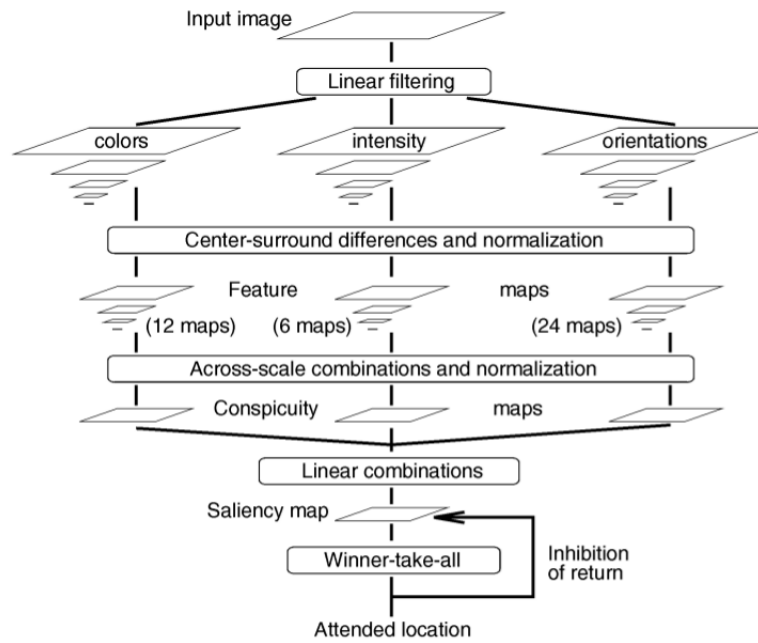 Input image
Linear filtering
colors intensity orientations
Center-surround differences and normalization
Feature maps
(12 maps) (6 maps) (24 maps)
Across-scale combinations and normalization
Conspicuity maps
Linear combinations
Saliency map
Winner-take-all
Inhibition
of return
Attended location